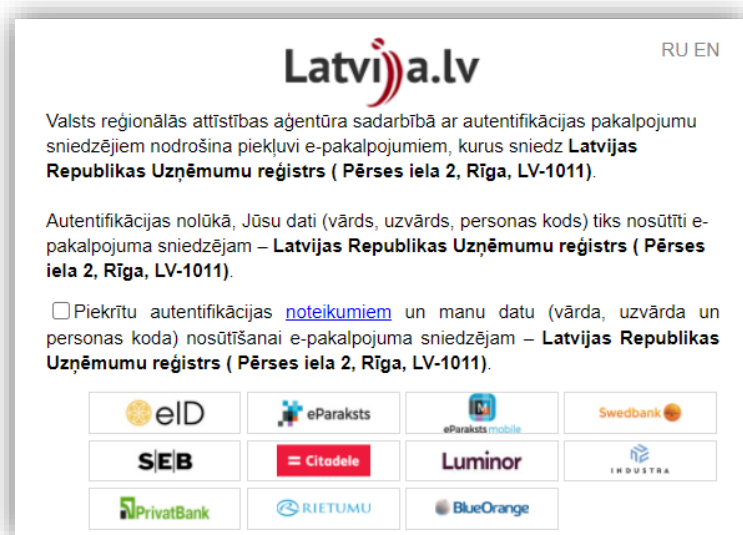 Latvija.lv
RU EN
Valsts reģionālās attīstības aģentūra sadarbībā ar autentifikācijas pakalpojumu
sniedzējiem nodrošina piekļuvi e-pakalpojumiem, kurus sniedz Latvijas
Republikas Uzņēmumu reģistrs ( Pērses iela 2, Rīga, LV-1011).
Autentifikācijas nolūkā, Jūsu dati (vārds, uzvārds, personas kods) tiks nosūtīti e-
pakalpojuma sniedzējam – Latvijas Republikas Uzņēmumu reģistrs ( Pērses
iela 2, Rīga, LV-1011).
Piekrītu autentifikācijas noteikumiem un manu datu (vārda, uzvārda un
personas koda) nosūtīšanai e-pakalpojuma sniedzējam – Latvijas Republikas
Uzņēmumu reģistrs ( Pērses iela 2, Rīga, LV-1011).
eID eParaksts eParaksts mobile Swedbank
SEB Citadele Luminor INDUSTRA
PrivatBank RIETUMU BlueOrange